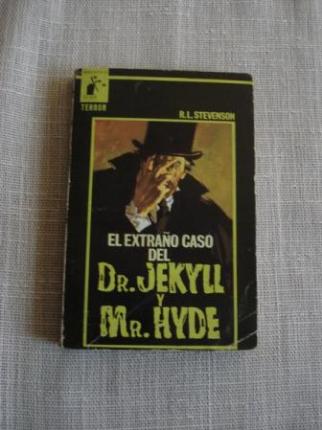 TERROR
R. L. STEVENSON
EL EXTRAÑO CASO
DEL
DR. JEKYLL
Y
MR. HYDE